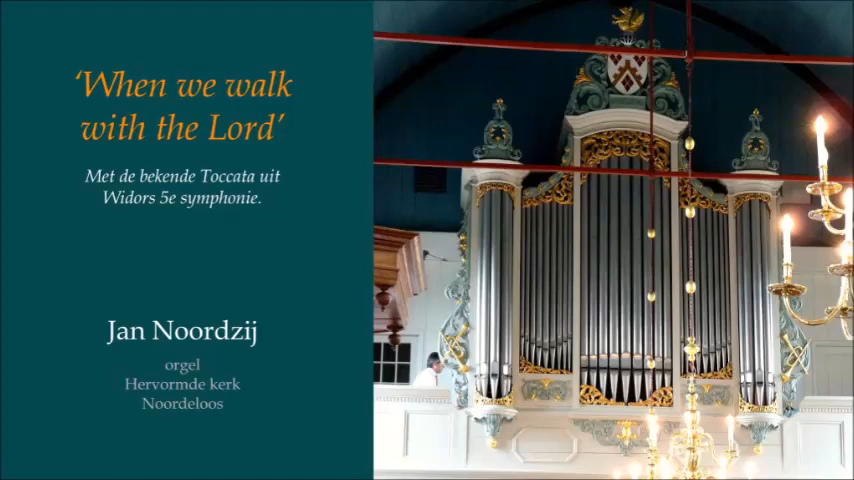 ‘When we walk
with the Lord’
Met de bekende Toccata uit
Widors 5e symphonie.
Jan Noordzij
orgel
Hervormde kerk
Noordeloos